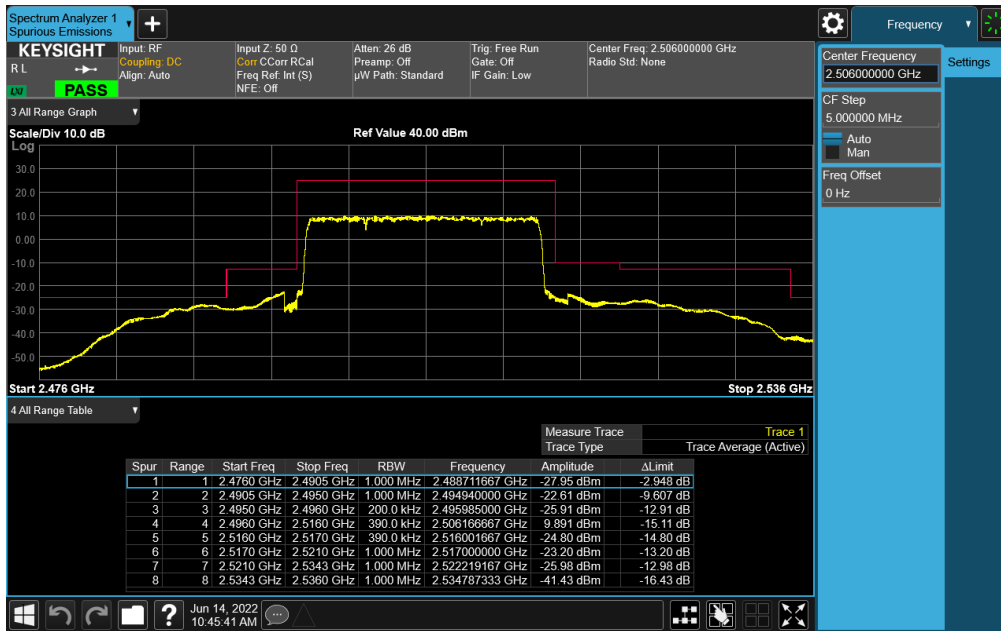 Spectrum Analyzer 1
Spurious Emissions
Frequency
KEYSIGHT
R L
LXI
PASS
Input: RF
Coupling: DC
Align: Auto
Input Z: 50 Ω
Corr CCorr RCal
Freq Ref: Int (S)
NFE: Off
Atten: 26 dB
Preamp: Off
µW Path: Standard
Trig: Free Run
Gate: Off
IF Gain: Low
Center Freq: 2.506000000 GHz
Radio Std: None
Center Frequency
2.506000000 GHz
Settings
CF Step
5.000000 MHz
Auto
Man
Freq Offset
0 Hz
3 All Range Graph
Scale/Div 10.0 dB
Ref Value 40.00 dBm
Log
30.0
20.0
10.0
0.00
-10.0
-20.0
-30.0
-40.0
-50.0
Start 2.476 GHz
Stop 2.536 GHz
4 All Range Table
Measure Trace Trace 1
Trace Type Trace Average (Active)
Spur Range Start Freq Stop Freq RBW Frequency Amplitude ΔLimit
1 1 2.4760 GHz 2.4905 GHz 1.000 MHz 2.488711667 GHz -27.95 dBm -2.948 dB
2 2 2.4905 GHz 2.4950 GHz 1.000 MHz 2.494940000 GHz -22.61 dBm -9.607 dB
3 3 2.4950 GHz 2.4960 GHz 200.0 kHz 2.495985000 GHz -25.91 dBm -12.91 dB
4 4 2.4960 GHz 2.5160 GHz 390.0 kHz 2.506166667 GHz 9.891 dBm -15.11 dB
5 5 2.5160 GHz 2.5170 GHz 390.0 kHz 2.516001667 GHz -24.80 dBm -14.80 dB
6 6 2.5170 GHz 2.5210 GHz 1.000 MHz 2.517000000 GHz -23.20 dBm -13.20 dB
7 7 2.5210 GHz 2.5343 GHz 1.000 MHz 2.522219167 GHz -25.98 dBm -12.98 dB
8 8 2.5343 GHz 2.5360 GHz 1.000 MHz 2.534787333 GHz -41.43 dBm -16.43 dB
Jun 14, 2022
10:45:41 AM